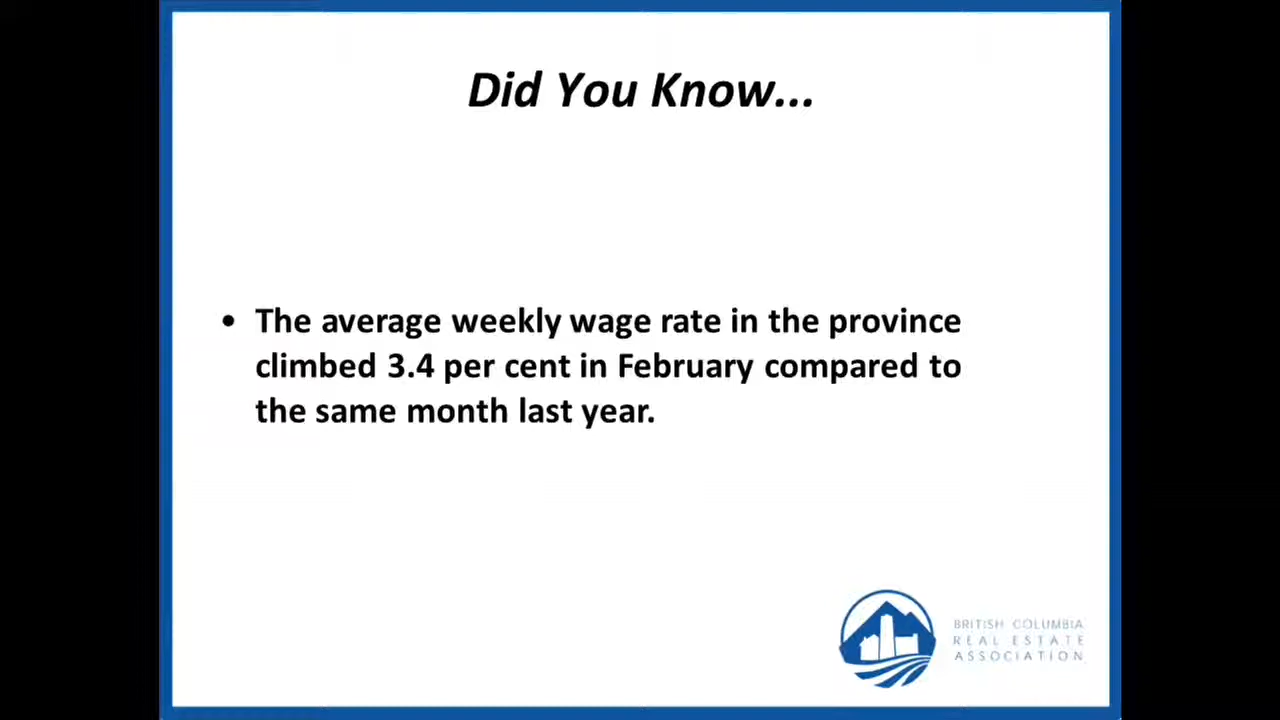 Did You Know...
• The average weekly wage rate in the province
climbed 3.4 per cent in February compared to
the same month last year.
BRITISH COLUMBIA
REAL ESTATE
ASSOCIATION